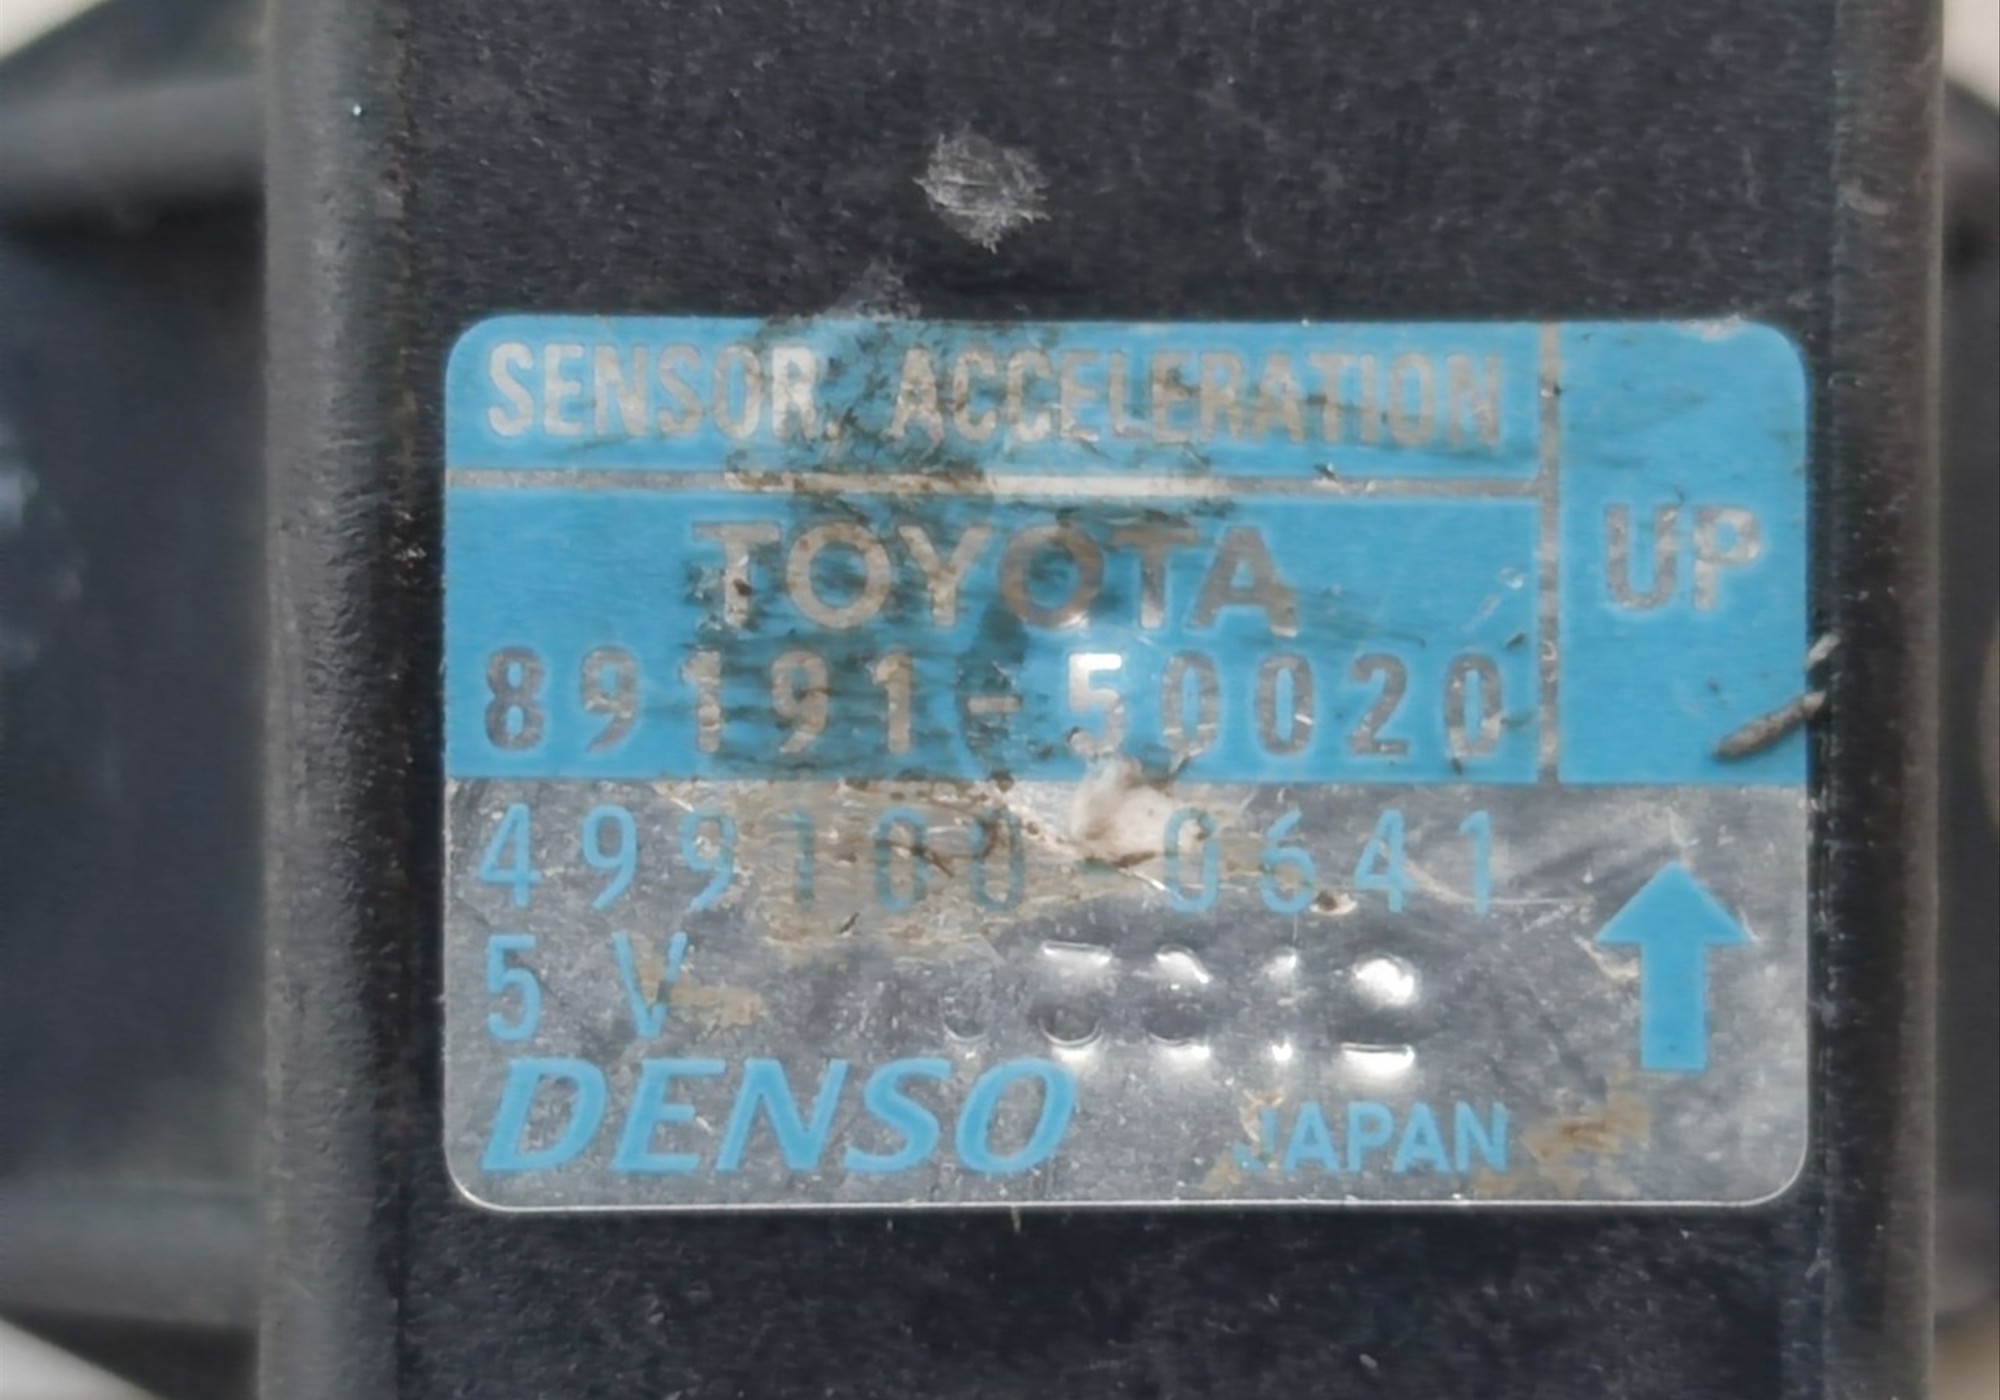 SENSOR, ACCELERATION
UP
TOYOTA
89191-50020
499100-0641
5 V
DENSO JAPAN